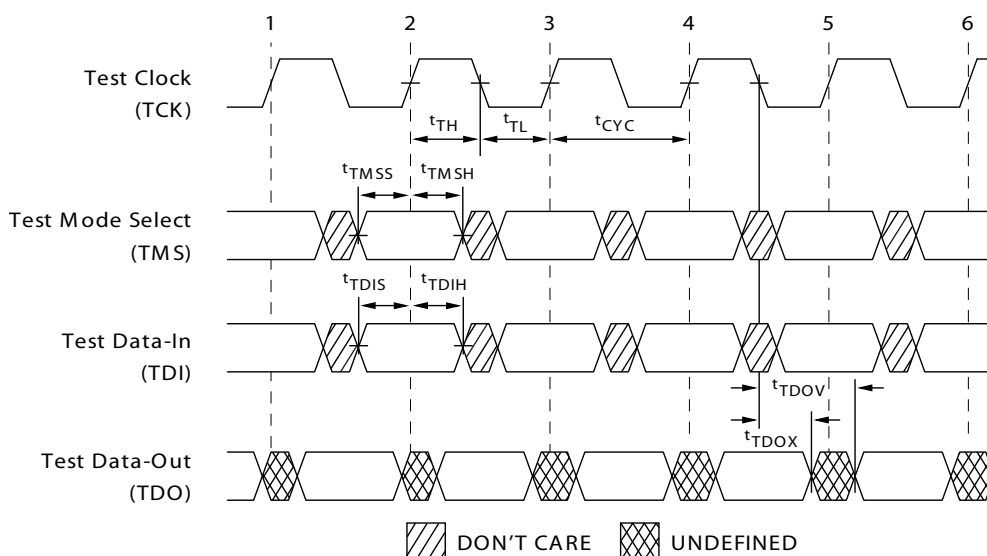 1 2 3 4 5 6
Test Clock
(TCK)
tTH tTL tCYC
tTMSS tTMSH
Test Mode Select
(TMS)
tTDIS tTDIH
Test Data-In
(TDI)
tTDOV
tTDOX
Test Data-Out
(TDO)
DON'T CARE UNDEFINED